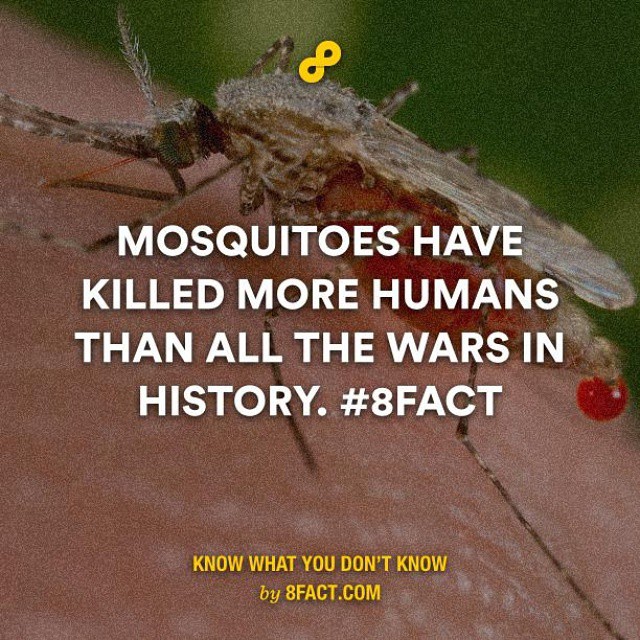 MOSQUITOES HAVE
KILLED MORE HUMANS
THAN ALL THE WARS IN
HISTORY. #8FACT
KNOW WHAT YOU DON'T KNOW
by 8FACT.COM